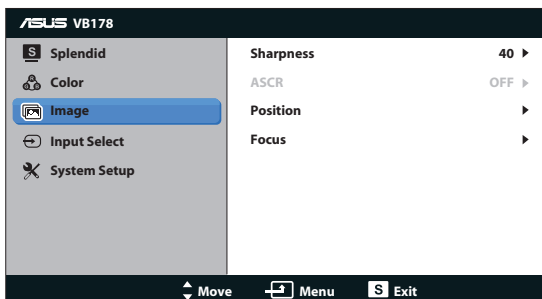 ASUS VB178
S Splendid
Color
Image
Input Select
System Setup
Sharpness 40
ASCR OFF
Position
Focus
Move Menu S Exit